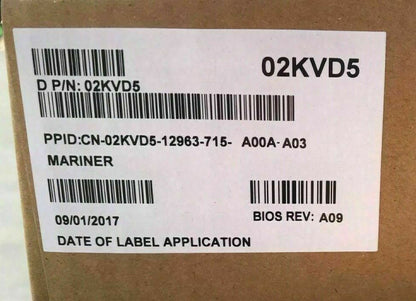 02KVD5
D P/N: 02KVD5
PPID:CN-02KVD5-12963-715- A00A-A03
MARINER
09/01/2017
BIOS REV: A09
DATE OF LABEL APPLICATION